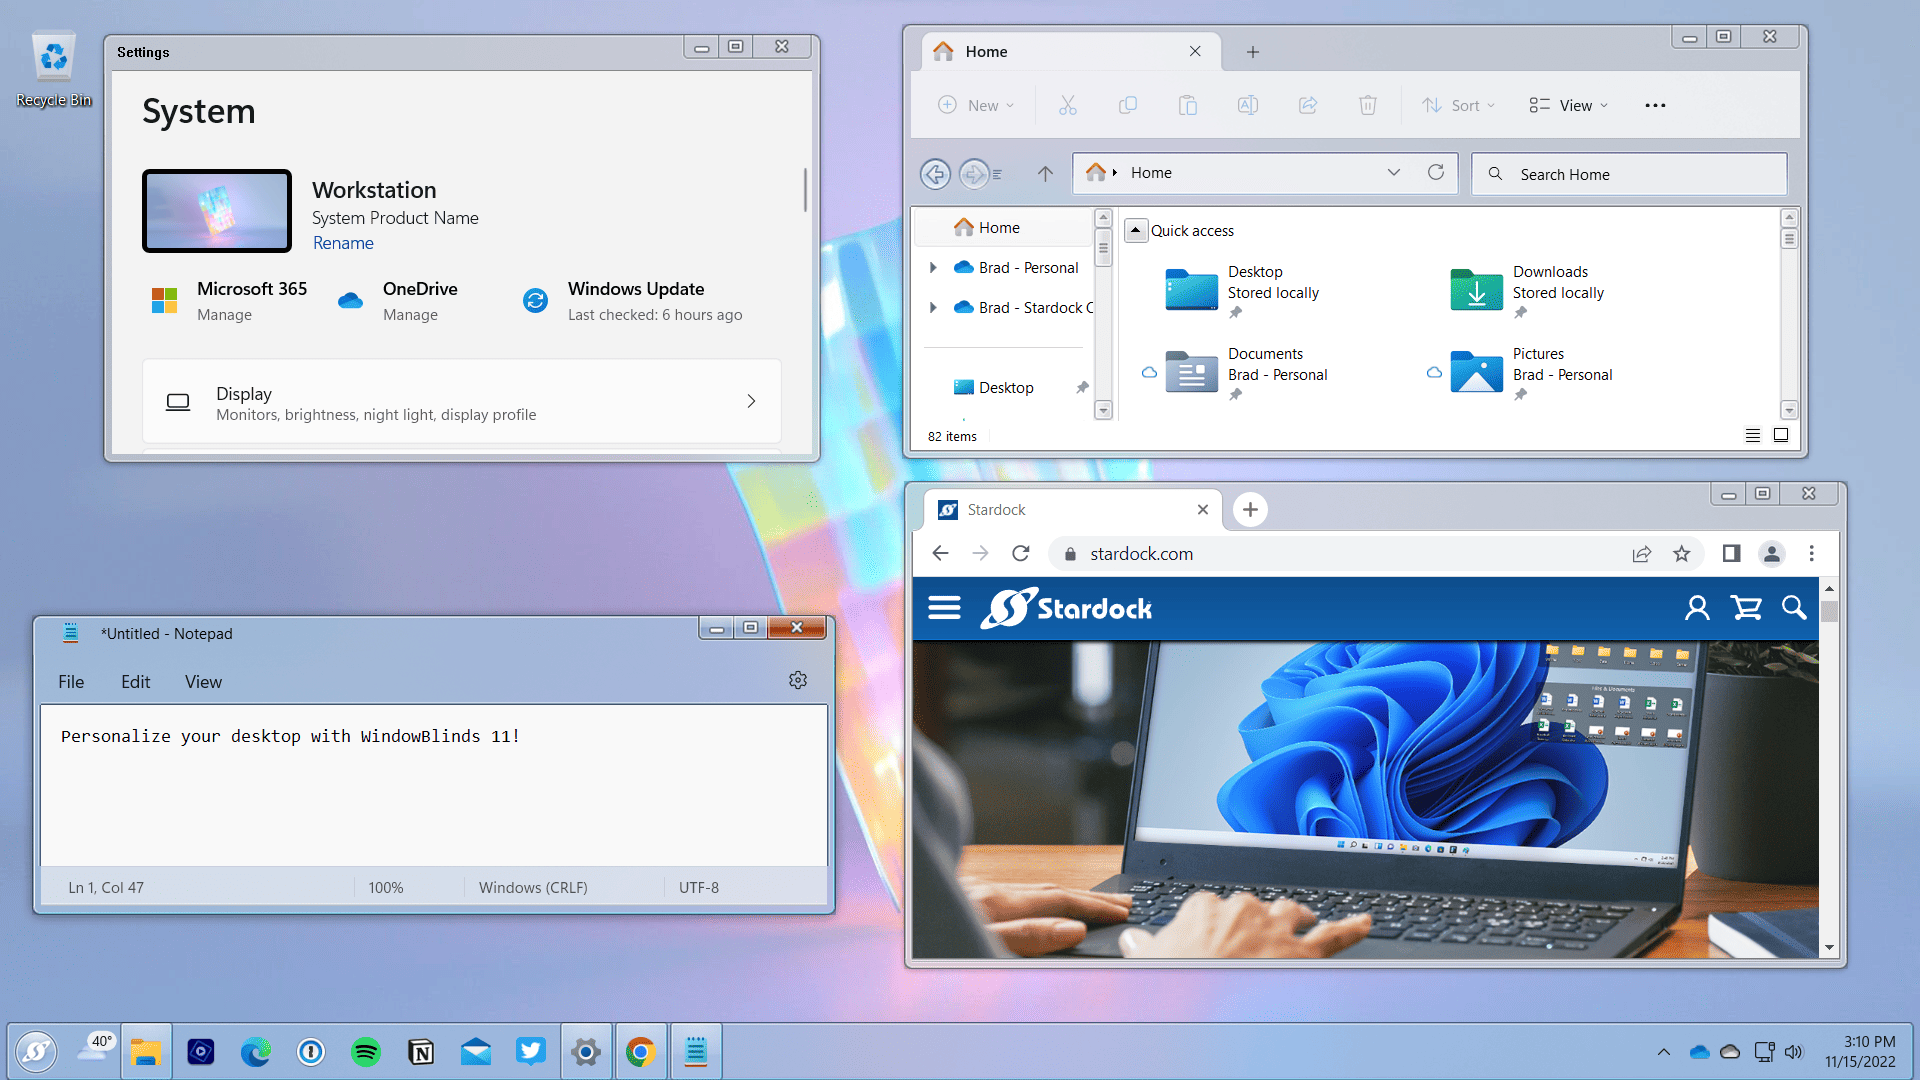 Recycle Bin
Settings
System
Workstation
System Product Name
Rename
Microsoft 365
Manage
OneDrive
Manage
Windows Update
Last checked: 6 hours ago
Display
Monitors, brightness, night light, display profile
Home
New
Sort
View
Home
Search Home
Home
Brad - Personal
Brad - Stardock C
Desktop
Quick access
Desktop
Stored locally
Downloads
Stored locally
Documents
Brad - Personal
Pictures
Brad - Personal
82 items
*Untitled - Notepad
File Edit View
Personalize your desktop with WindowBlinds 11!
Ln 1, Col 47
100%
Windows (CRLF)
UTF-8
Stardock
stardock.com
Stardock
40°
3:10 PM
11/15/2022